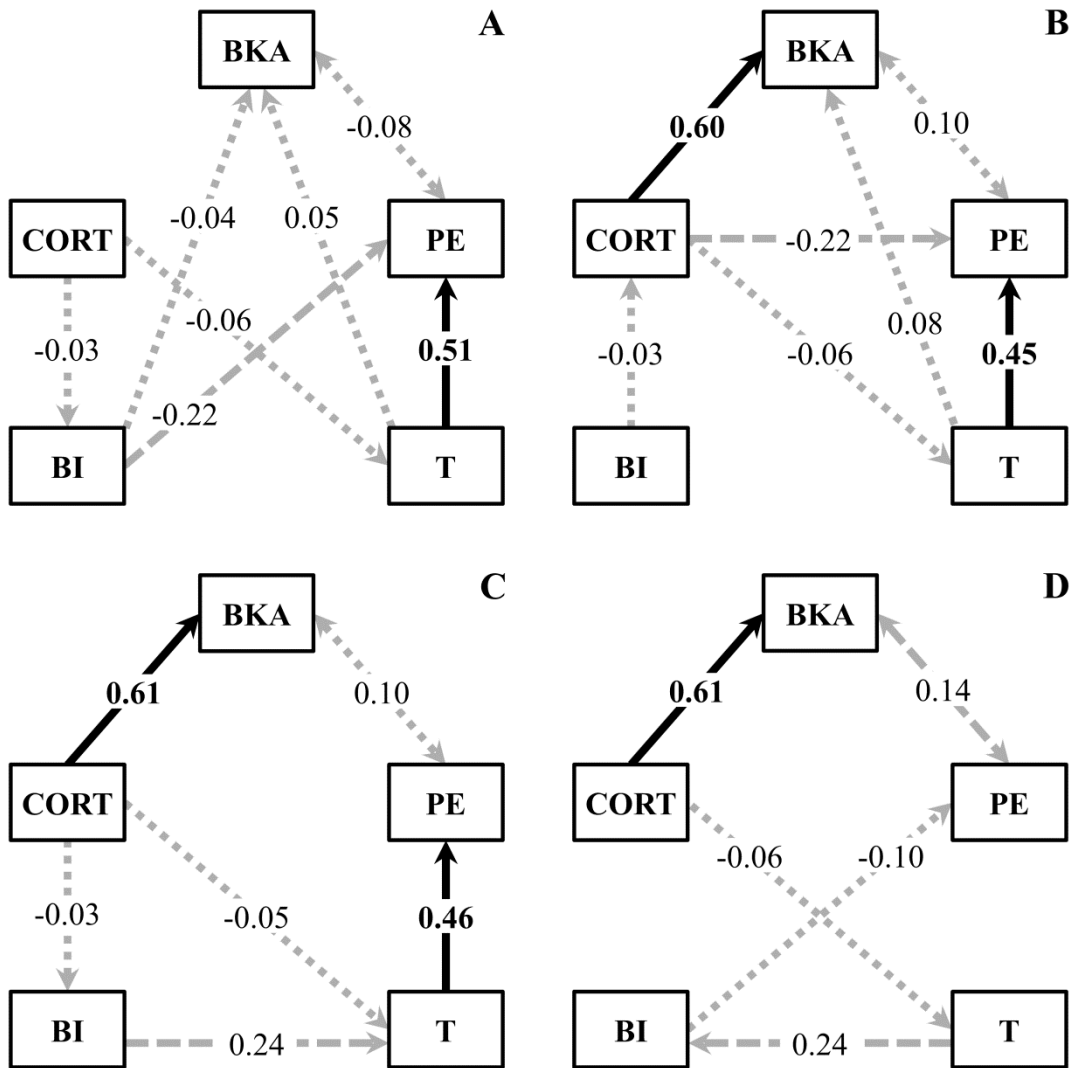 A
BKA
-0.08
-0.04
0.05
CORT
PE
-0.06
-0.03
0.51
-0.22
BI
T
B
BKA
0.60
0.10
CORT
-0.22
PE
0.08
-0.03
-0.06
0.45
BI
T
C
BKA
0.61
0.10
CORT
PE
-0.03
-0.05
0.46
BI
0.24
T
D
BKA
0.61
0.14
CORT
PE
-0.06
-0.10
BI
0.24
T